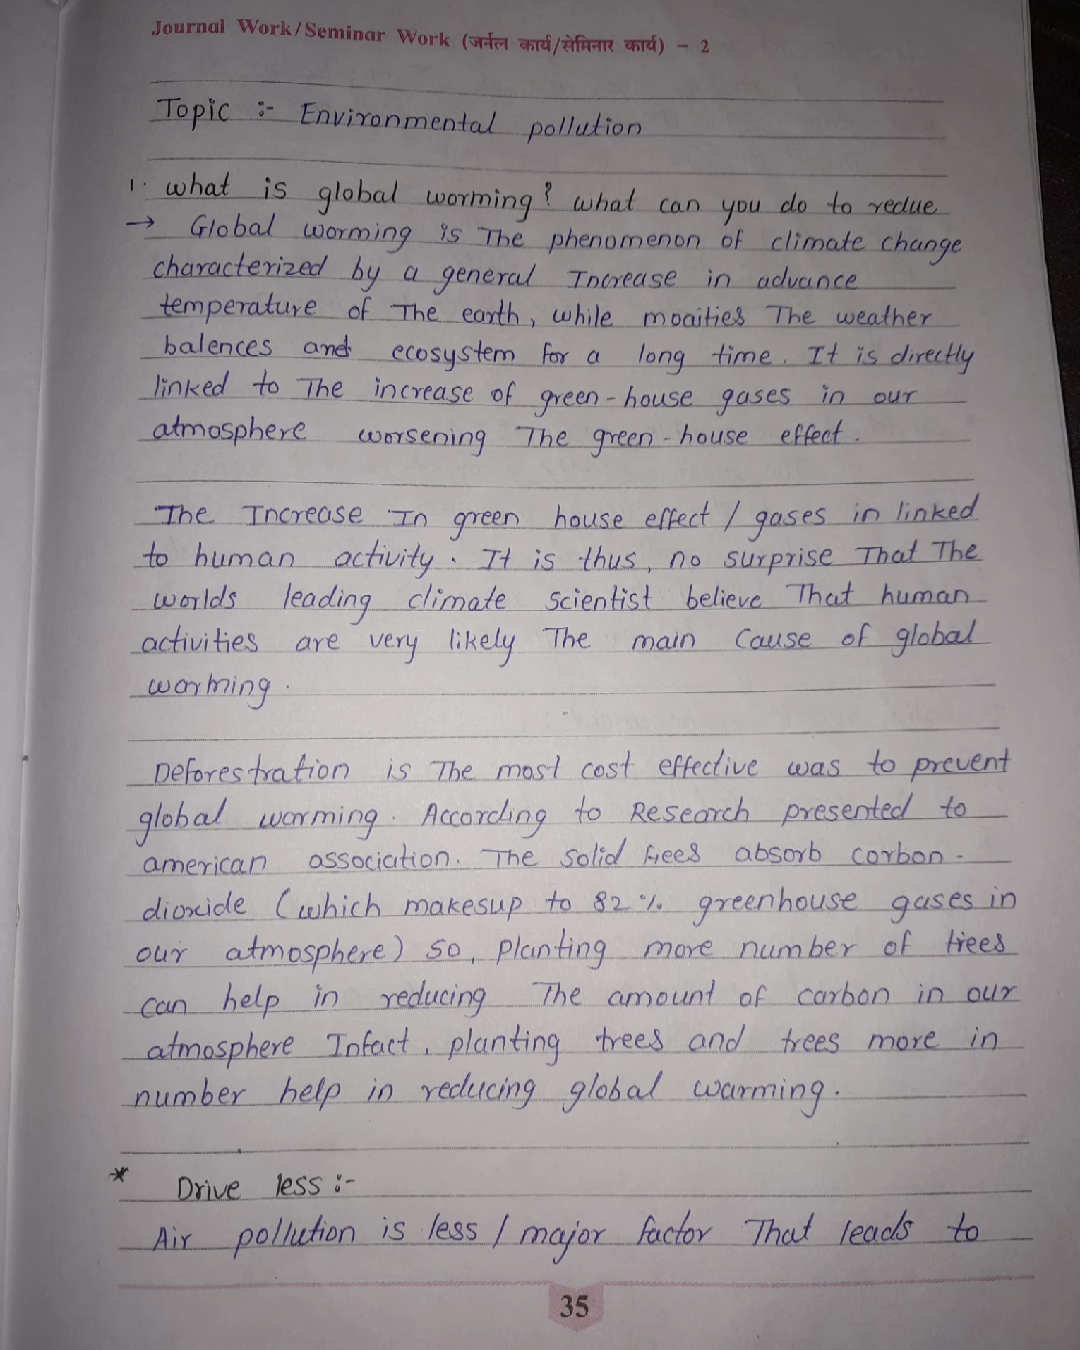 Journal Work/Seminar Work (जर्नल कार्य/सेमिनार कार्य) - 2
Topic :- Environmental pollution
1. what is global worming? what can you do to redue
→ Global worming is The phenomenon of climate change
characterized by a general Increase in advance
temperature of The earth, while moaities The weather
balences and ecosystem for a long time. It is directly
linked to The increase of green-house gases in our
atmosphere worsening The green-house effect.
The Increase In green house effect / gases in linked
to human activity. It is thus, no surprise That The
worlds leading climate scientist believe That human
activities are very likely The main Cause of global
warming.
Deforestration is The most cost effective was to prevent
global warming. According to Research presented to
american association. The solid trees absorb corbon-
dioxcide (which makesup to 82% greenhouse gases in
our atmosphere) so, planting more number of trees
can help in reducing The amount of carbon in our
atmosphere Infact, planting trees and trees more in
number help in reducing global warming.
* Drive less :-
Air pollution is less / major factor That leads to
35